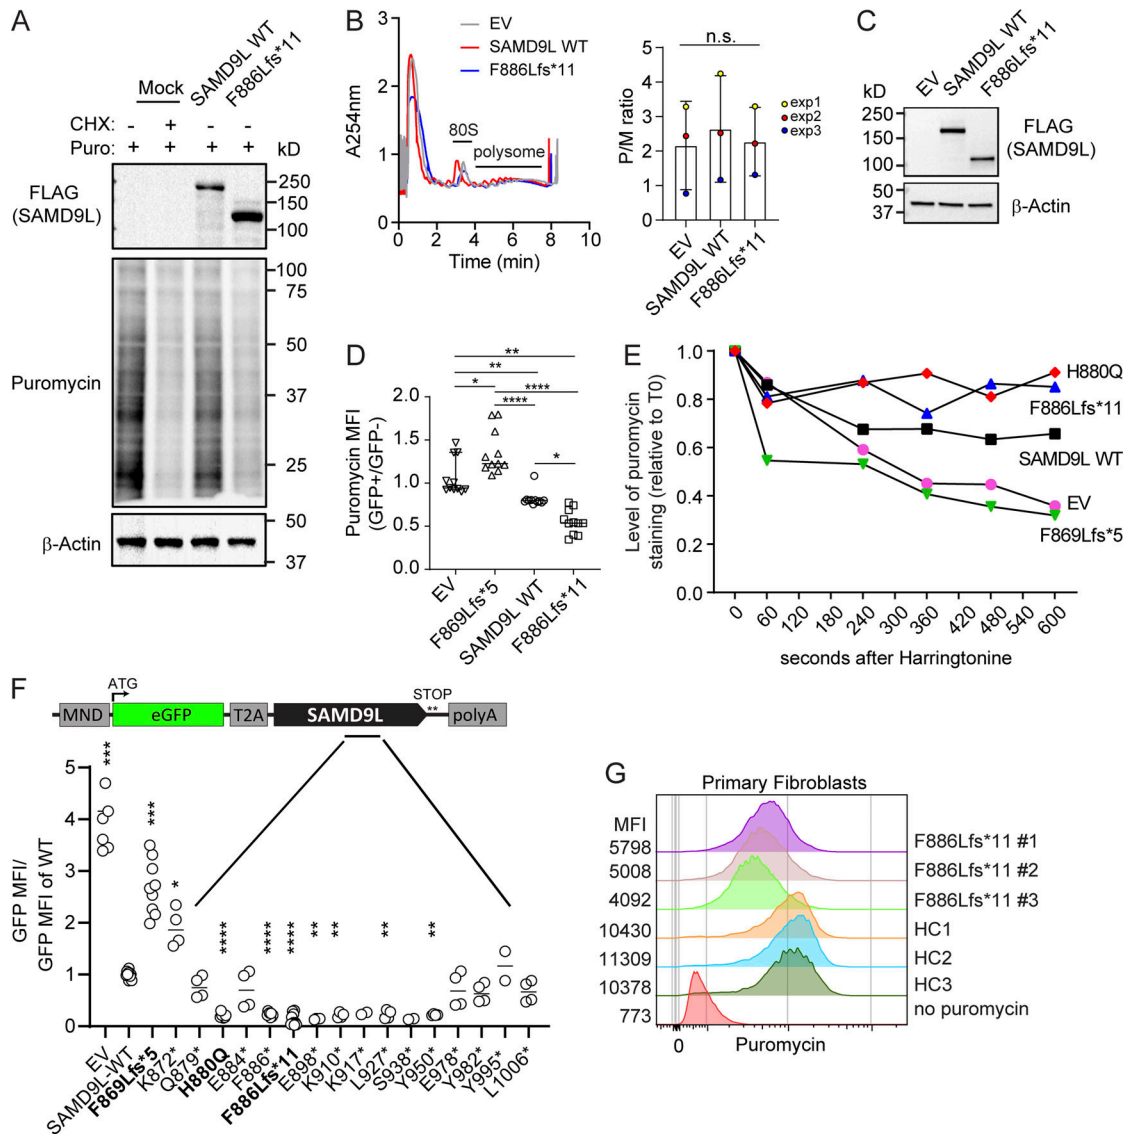 A
Mock
SAMD9L WT
F886Lfs*11
CHX: - + - -
Puro: + + + +
kD
FLAG
(SAMD9L)
250
150
100
Puromycin
100
75
50
37
25
β-Actin
50
37
B
EV
SAMD9L WT
F886Lfs*11
A254nm
3
2
1
0
80S
polysome
0 2 4 6 8 10
Time (min)
n.s.
P/M ratio
5
4
3
2
1
0
exp1
exp2
exp3
EV
SAMD9L WT
F886Lfs*11
C
EV
SAMD9L WT
F886Lfs*11
kD
250
150
100
FLAG
(SAMD9L)
50
37
β-Actin
D
**
**
* ****
****
*
Puromycin MFI
(GFP+/GFP-)
2.0
1.5
1.0
0.5
0.0
EV
F869Lfs*5
SAMD9L WT
F886Lfs*11
E
Level of puromycin
staining (relative to T0)
1.0
0.8
0.6
0.4
0.2
0.0
H880Q
F886Lfs*11
SAMD9L WT
EV
F869Lfs*5
0 60 120 180 240 300 360 420 480 540 600
seconds after Harringtonine
F
ATG
STOP
**
MND eGFP T2A SAMD9L polyA
GFP MFI/
GFP MFI of WT
5
4
3
2
1
0
*** *** * **** **** **** ** ** ** **
EV
SAMD9L-WT
F869Lfs*5
K872*
Q879*
H880Q
E884*
F886*
F886Lfs*11
E898*
K910*
K917*
L927*
S938*
Y950*
E978*
Y982*
Y995*
L1006*
G
Primary Fibroblasts
MFI
5798 F886Lfs*11 #1
5008 F886Lfs*11 #2
4092 F886Lfs*11 #3
10430 HC1
11309 HC2
10378 HC3
773 no puromycin
0
Puromycin